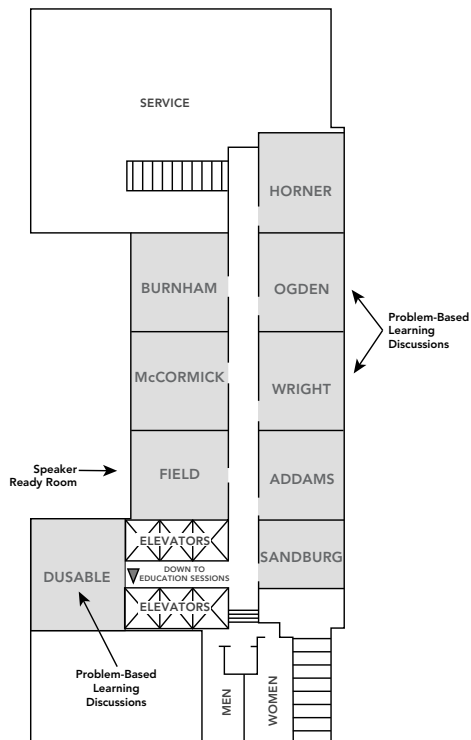 SERVICE
HORNER
BURNHAM
OGDEN
Problem-Based
Learning
Discussions
McCORMICK
WRIGHT
Speaker
Ready Room
FIELD
ADDAMS
ELEVATORS
SANDBURG
DOWN TO
EDUCATION SESSIONS
DUSABLE
ELEVATORS
Problem-Based
Learning
Discussions
MEN
WOMEN